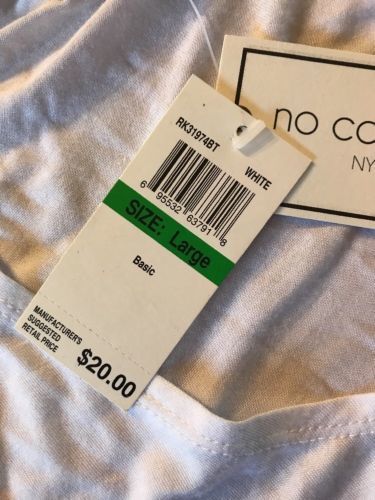 RK31974BT
WHITE
6 95532 63791 8
SIZE: Large
Basic
MANUFACTURER'S
SUGGESTED
RETAIL PRICE
$20.00
no co
NY